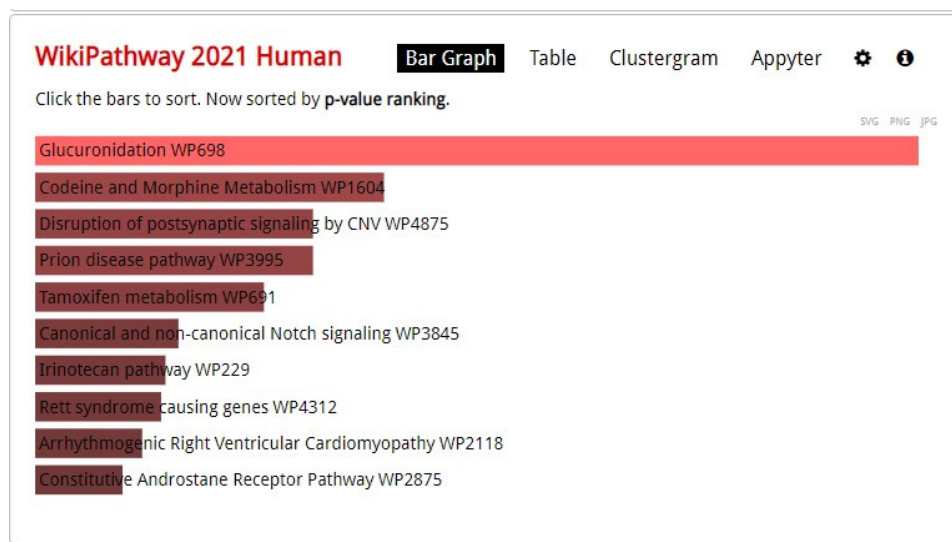 WikiPathway 2021 Human
Bar Graph Table Clustergram Appyter
Click the bars to sort. Now sorted by p-value ranking.
SVG PNG JPG
Glucuronidation WP698
Codeine and Morphine Metabolism WP1604
Disruption of postsynaptic signaling by CNV WP4875
Prion disease pathway WP3995
Tamoxifen metabolism WP691
Canonical and non-canonical Notch signaling WP3845
Irinotecan pathway WP229
Rett syndrome causing genes WP4312
Arrhythmogenic Right Ventricular Cardiomyopathy WP2118
Constitutive Androstane Receptor Pathway WP2875